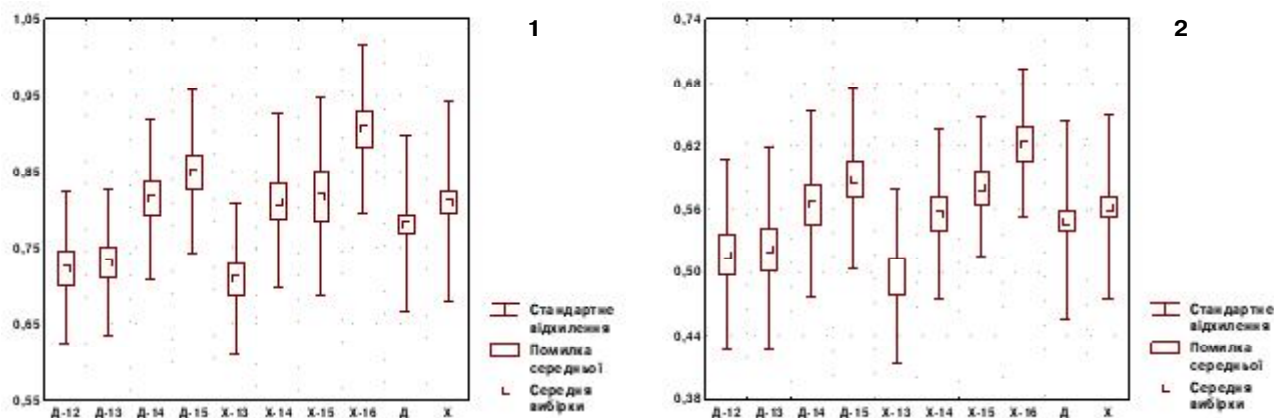 1
1,05
0,95
0,85
0,75
0,65
0,55
Д-12 Д-13 Д-14 Д-15 Х-13 Х-14 Х-15 Х-16 Д Х
Стандартне
відхилення
Помилка
середньої
Середня
вибірки
2
0,74
0,68
0,62
0,56
0,50
0,44
0,38
Д-12 Д-13 Д-14 Д-15 Х-13 Х-14 Х-15 Х-16 Д Х
Стандартне
відхилення
Помилка
середньої
Середня
вибірки